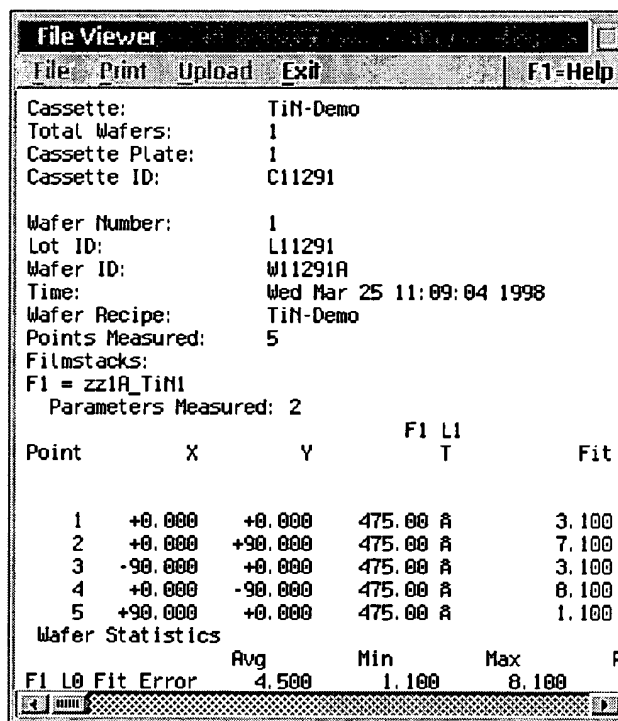 File Viewer
File Print Upload Exit F1=Help
Cassette: TiN-Demo
Total Wafers: 1
Cassette Plate: 1
Cassette ID: C11291
Wafer Number: 1
Lot ID: L11291
Wafer ID: W11291A
Time: Wed Mar 25 11:09:04 1998
Wafer Recipe: TiN-Demo
Points Measured: 5
Filmstacks:
F1 = zz1A_TiN1
Parameters Measured: 2
F1 L1
Point X Y T Fit
1 +0.000 +0.000 475.00 Å 3.100
2 +0.000 +90.000 475.00 Å 7.100
3 -90.000 +0.000 475.00 Å 3.100
4 +0.000 -90.000 475.00 Å 8.100
5 +90.000 +0.000 475.00 Å 1.100
Wafer Statistics
Avg Min Max
F1 L0 Fit Error 4.500 1.100 8.100